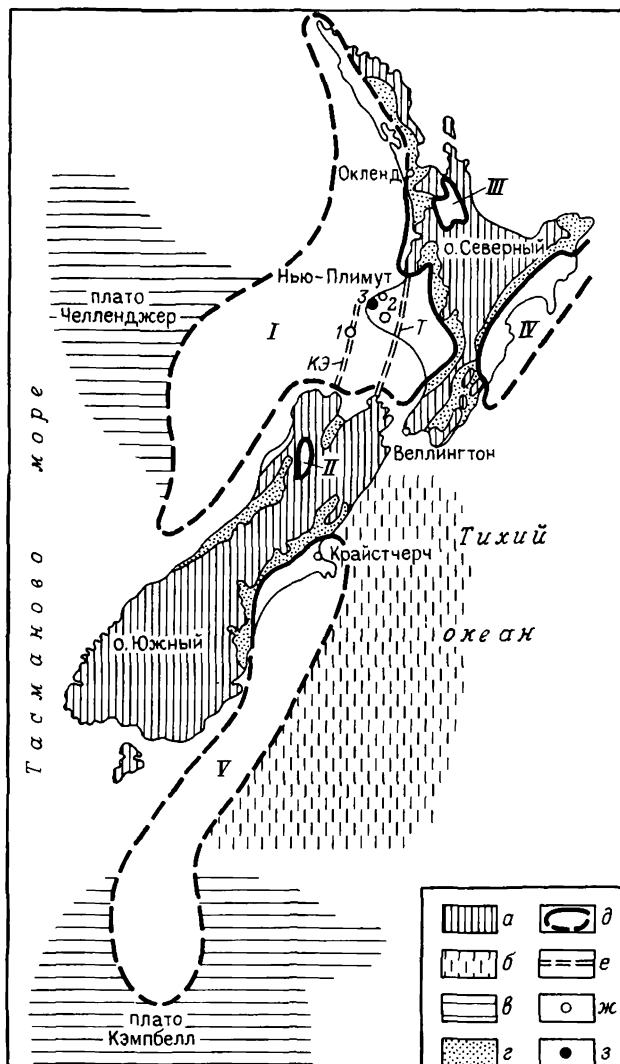 Окленд
III
о. Северный
Нью-Плимут
плато
Челленджер
3
2
I
1
T
IV
КЭ
море
Веллингтон
II
Тихий
Крайстчерч
океан
о. Южный
Тасманово
V
плато
Кэмпбелл
а
д
б
е
в
ж
г
з